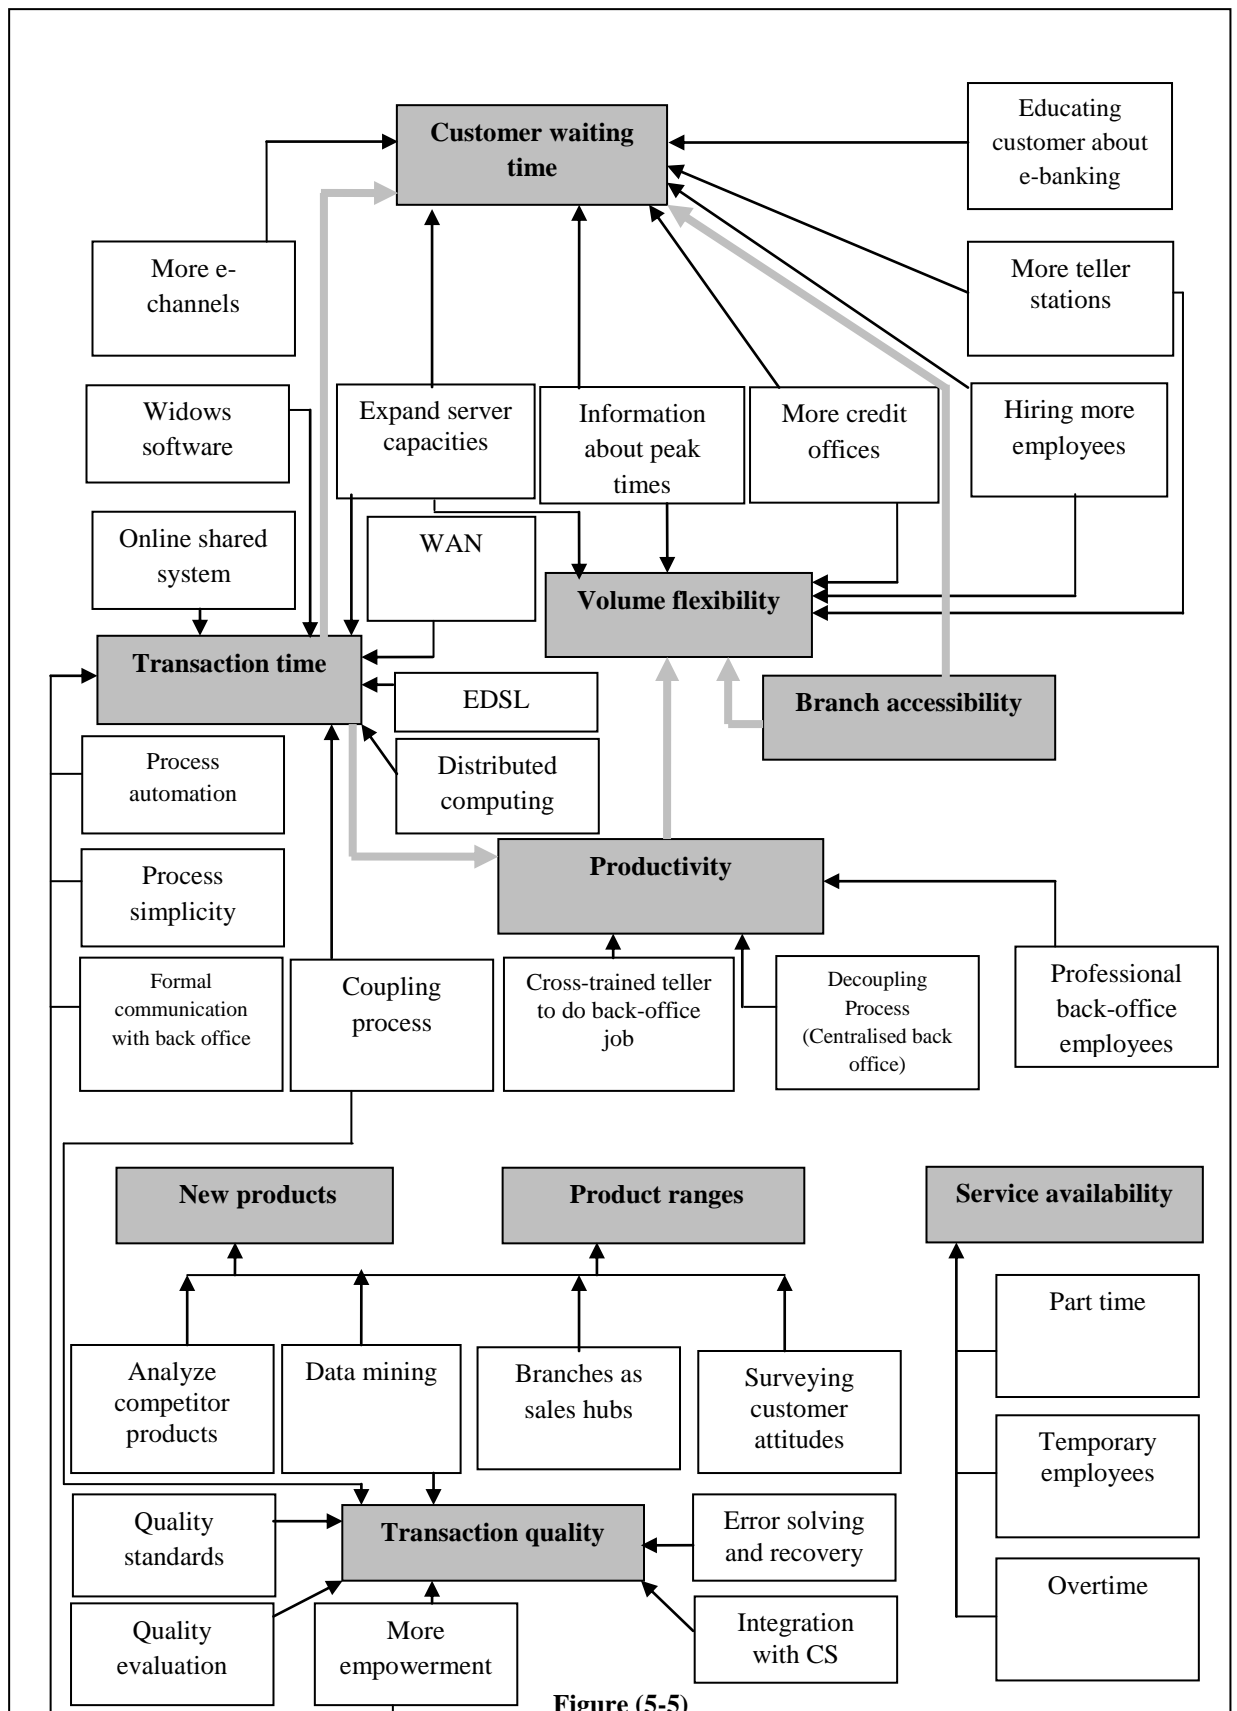 Customer waiting
time
Educating
customer about
e-banking
More e-
channels
More teller
stations
Widows
software
Expand server
capacities
Information
about peak
times
More credit
offices
Hiring more
employees
Online shared
system
WAN
Volume flexibility
Transaction time
EDSL
Branch accessibility
Process
automation
Distributed
computing
Productivity
Process
simplicity
Formal
communication
with back office
Coupling
process
Cross-trained teller
to do back-office
job
Decoupling
Process
(Centralised back
office)
Professional
back-office
employees
New products
Product ranges
Service availability
Part time
Analyze
competitor
products
Data mining
Branches as
sales hubs
Surveying
customer
attitudes
Temporary
employees
Quality
standards
Transaction quality
Error solving
and recovery
Overtime
Quality
evaluation
More
empowerment
Integration
with CS
Figure (5-5)